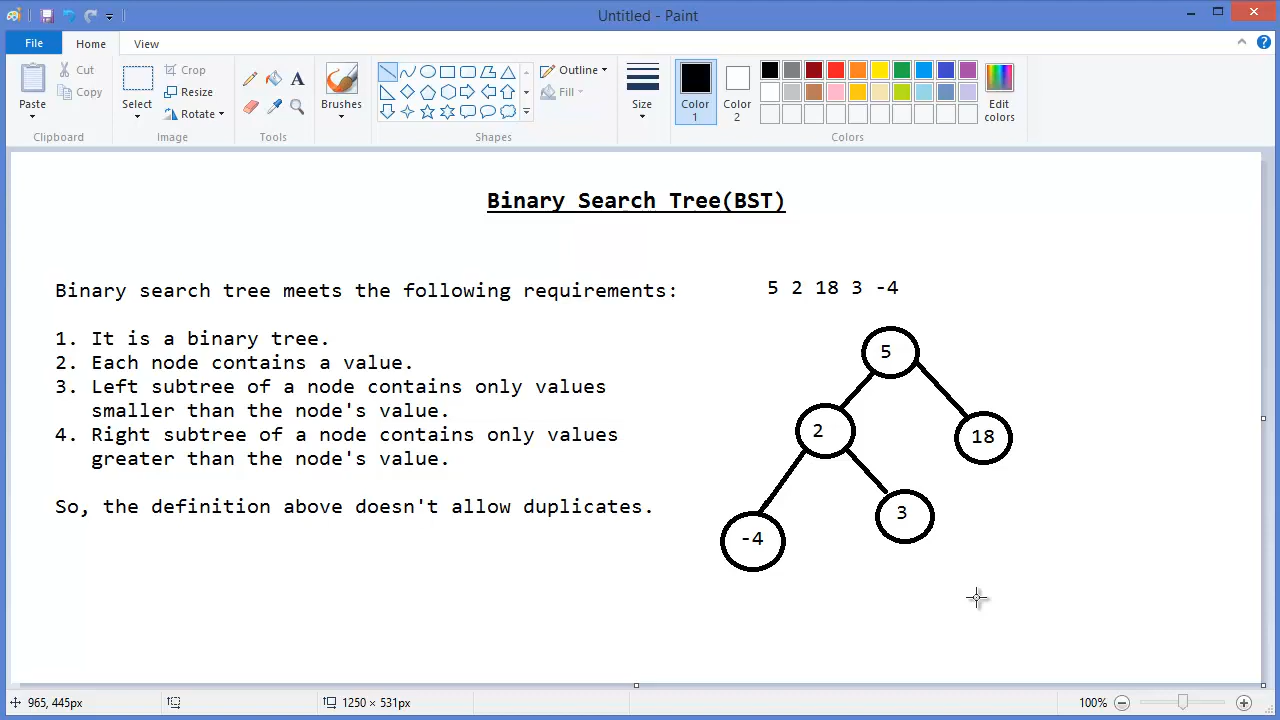 Untitled - Paint
File Home View
Paste
Cut
Copy
Clipboard
Select
Crop
Resize
Rotate
Image
A
Tools
Brushes
Outline
Fill
Shapes
Size
Color 1
Color 2
Edit colors
Colors
Binary Search Tree(BST)
Binary search tree meets the following requirements:
1. It is a binary tree.
2. Each node contains a value.
3. Left subtree of a node contains only values
smaller than the node's value.
4. Right subtree of a node contains only values
greater than the node's value.
So, the definition above doesn't allow duplicates.
5 2 18 3 -4
5
2
18
-4
3
965, 445px
1250 × 531px
100%